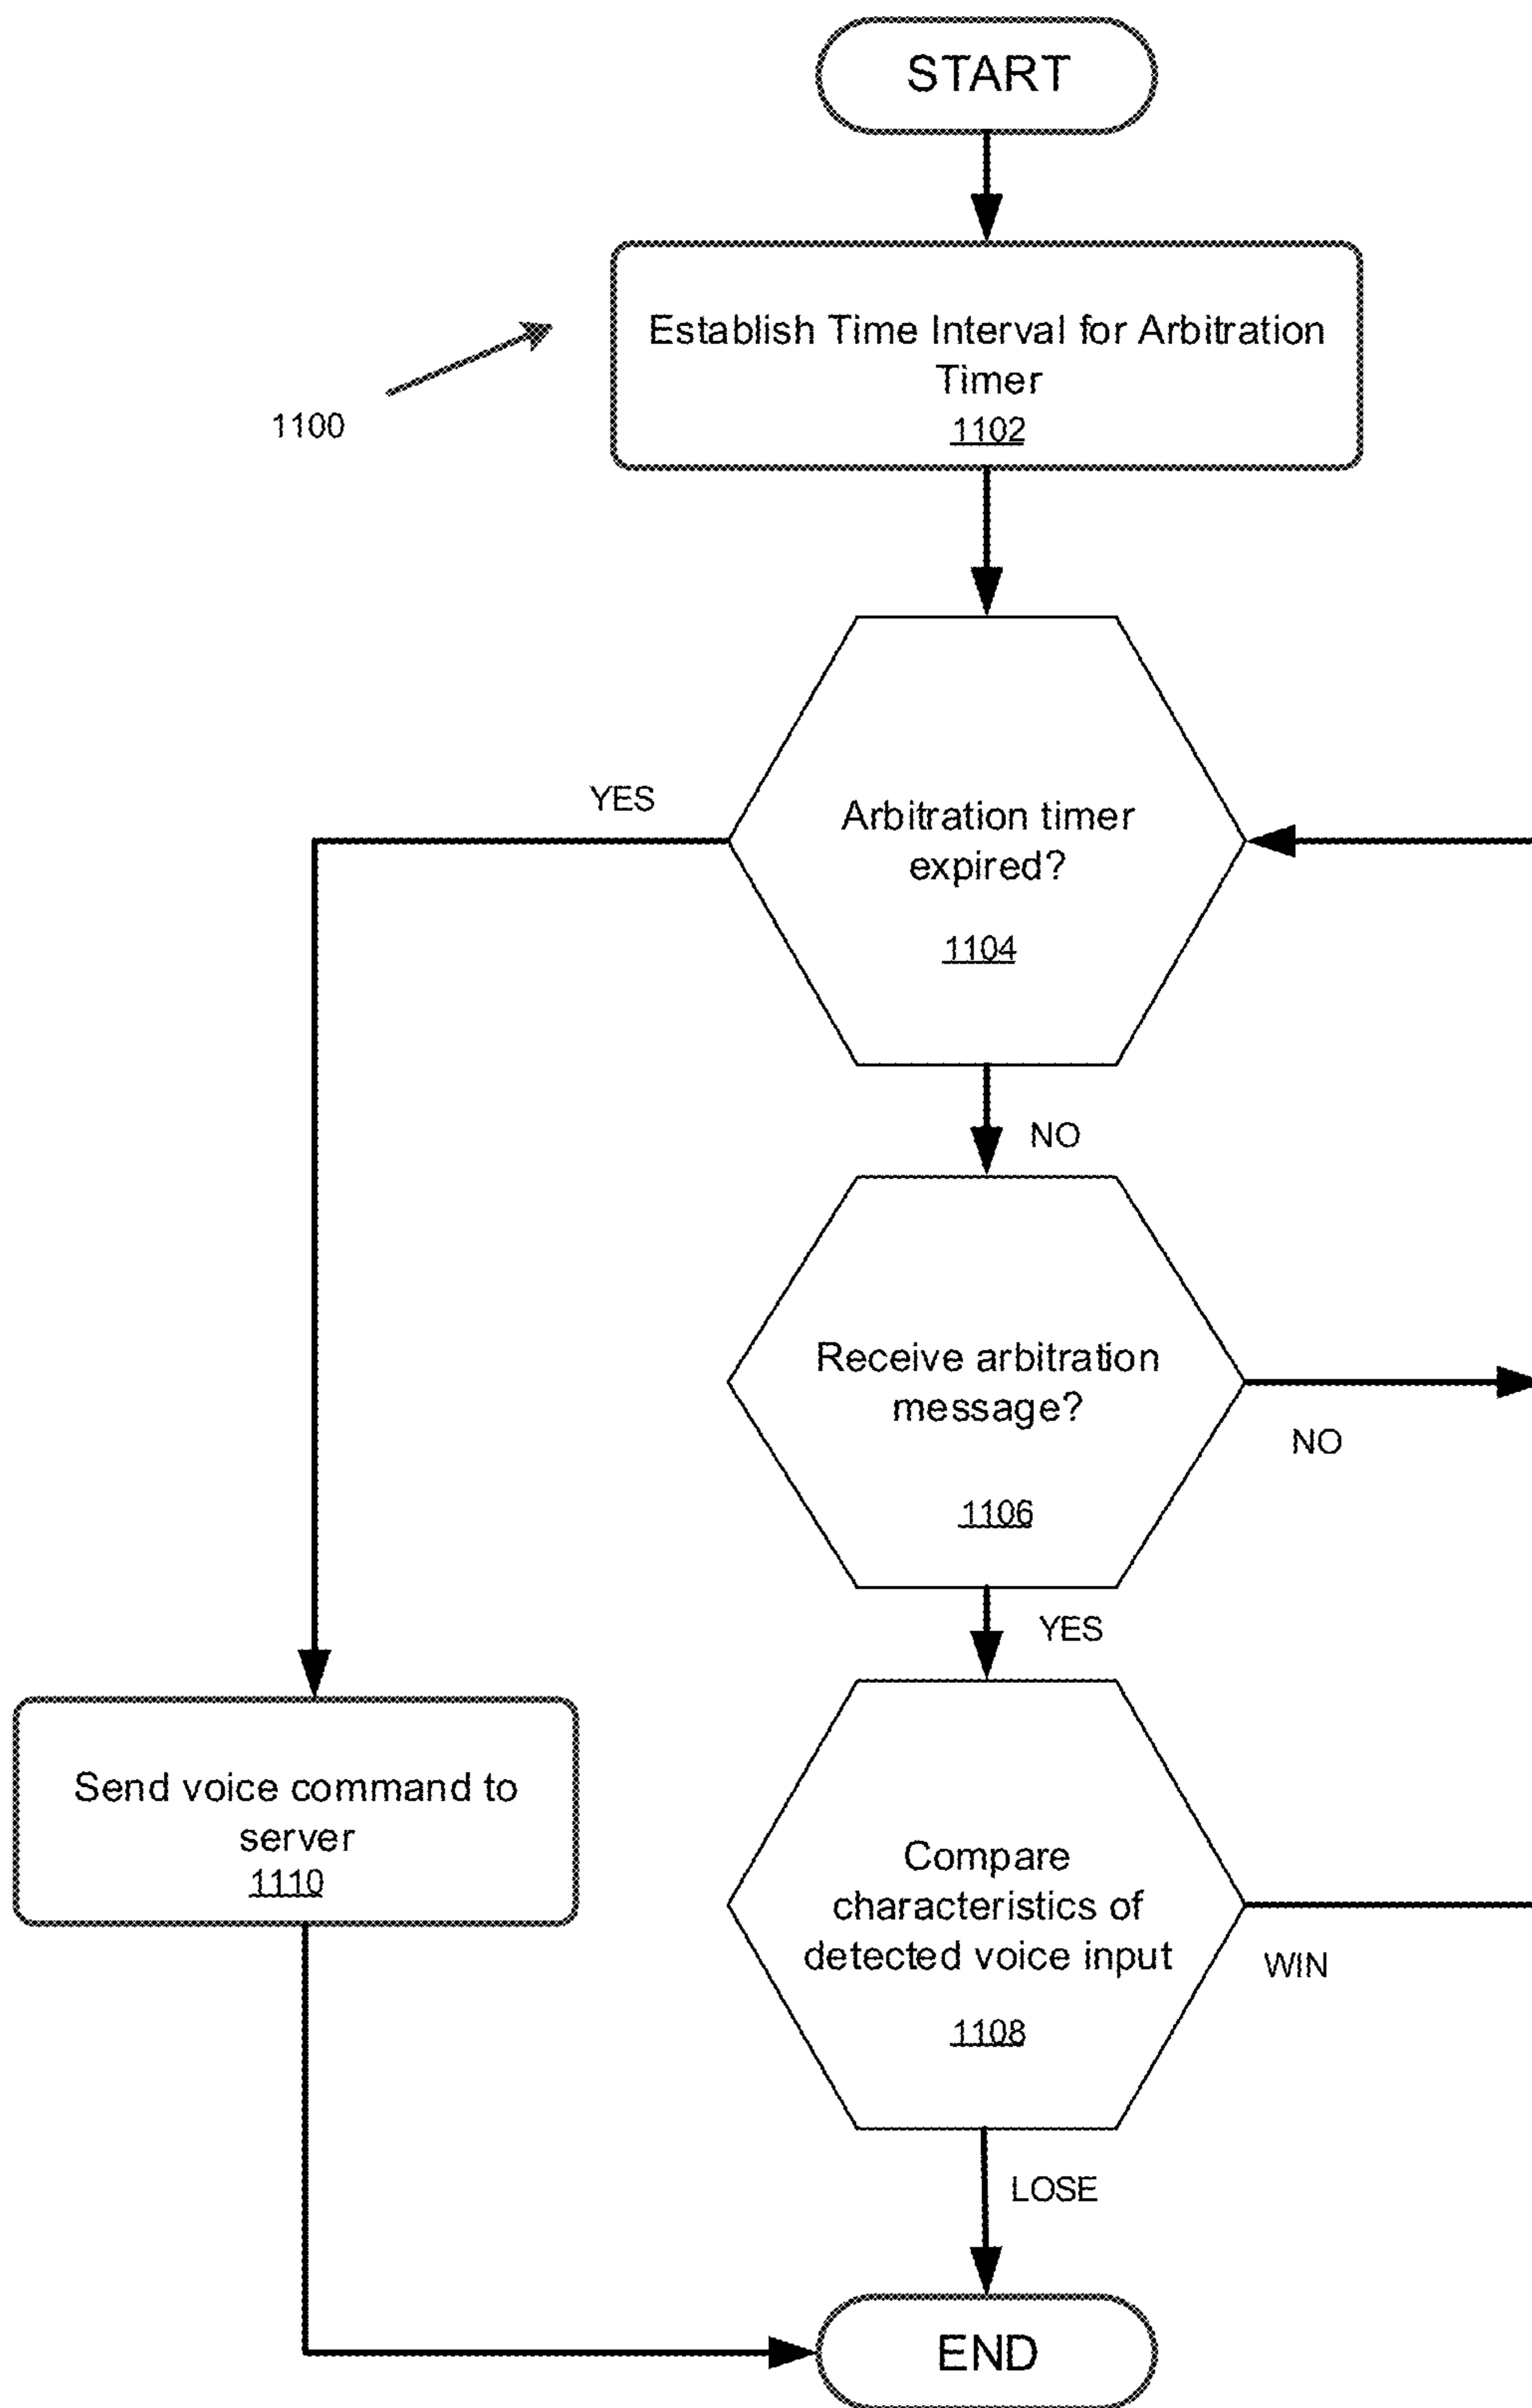 START
Establish Time Interval for Arbitration
Timer
1102
1100
YES
Arbitration timer
expired?
1104
NO
Receive arbitration
message?
NO
1106
YES
Send voice command to
server
1110
Compare
characteristics of
detected voice input
WIN
1108
LOSE
END